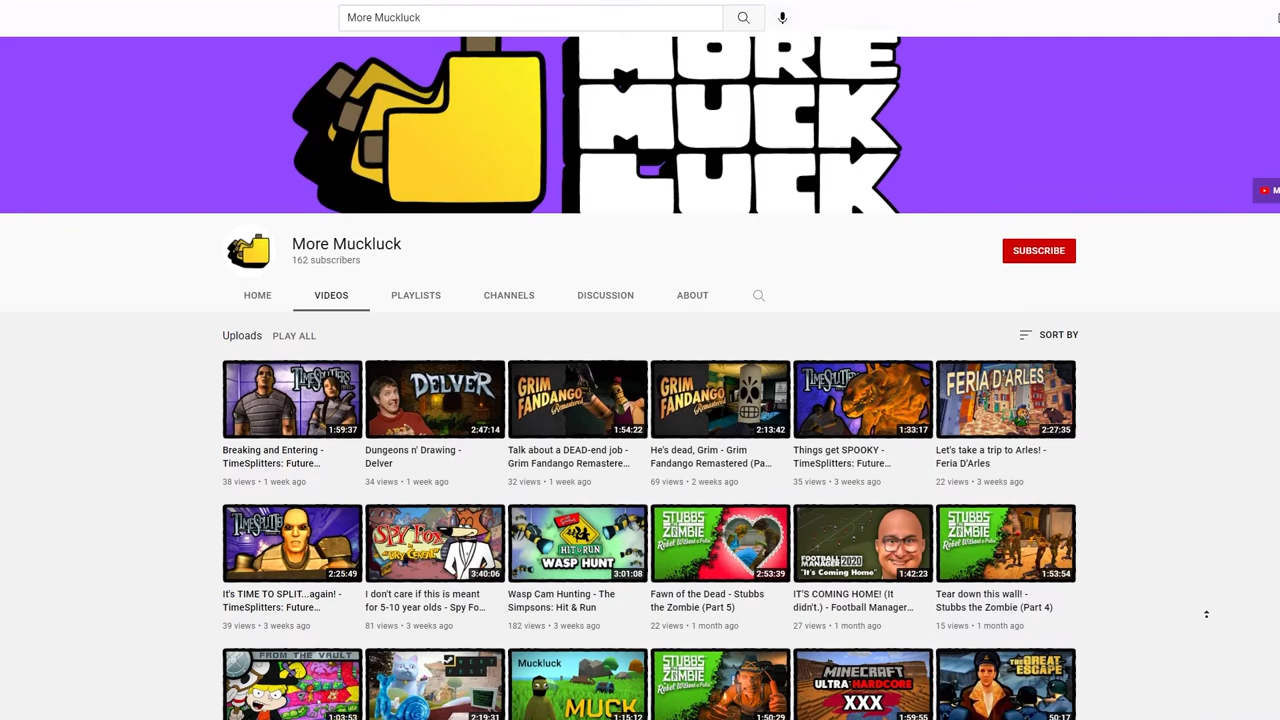 More Muckluck
MORE
MUCK
LUCK
M
More Muckluck
162 subscribers
SUBSCRIBE
HOME VIDEOS PLAYLISTS CHANNELS DISCUSSION ABOUT
Uploads PLAY ALL SORT BY
TIMESPLITTERS 1:59:37
DELVER 2:47:14
GRIM FANDANGO Remastered 1:54:22
GRIM FANDANGO Remastered 2:13:42
TIMESPLITTERS 1:33:17
FERIA D'ARLES 2:27:35
Breaking and Entering -
TimeSplitters: Future...
38 views • 1 week ago
Dungeons n' Drawing -
Delver
34 views • 1 week ago
Talk about a DEAD-end job -
Grim Fandango Remastere...
32 views • 1 week ago
He's dead, Grim - Grim
Fandango Remastered (Pa...
69 views • 2 weeks ago
Things get SPOOKY -
TimeSplitters: Future...
35 views • 3 weeks ago
Let's take a trip to Arles! -
Feria D'Arles
22 views • 3 weeks ago
TIMESPLITTE 2:25:49
SPY FOX 3:40:06
HIT & RUN
WASP HUNT
3:01:08
STUBBS
THE ZOMBIE
2:53:39
FOOTBALL
MANAGER 2020
"It's Coming Home"
1:42:23
STUBBS
THE ZOMBIE
1:53:54
It's TIME TO SPLIT...again! -
TimeSplitters: Future...
39 views • 3 weeks ago
I don't care if this is meant
for 5-10 year olds - Spy Fo...
81 views • 3 weeks ago
Wasp Cam Hunting - The
Simpsons: Hit & Run
182 views • 3 weeks ago
Fawn of the Dead - Stubbs
the Zombie (Part 5)
22 views • 1 month ago
IT'S COMING HOME! (It
didn't.) - Football Manager...
27 views • 1 month ago
Tear down this wall! -
Stubbs the Zombie (Part 4)
15 views • 1 month ago
FROM THE VAULT
1:03:53
NEXT
FEST
2:19:31
Muckluck
MUCK
1:15:12
STUBBS
THE ZOMBIE
1:50:29
MINECRAFT
ULTRA HARDCORE
XXX
1:59:55
THE GREAT
ESCAPE
50:17